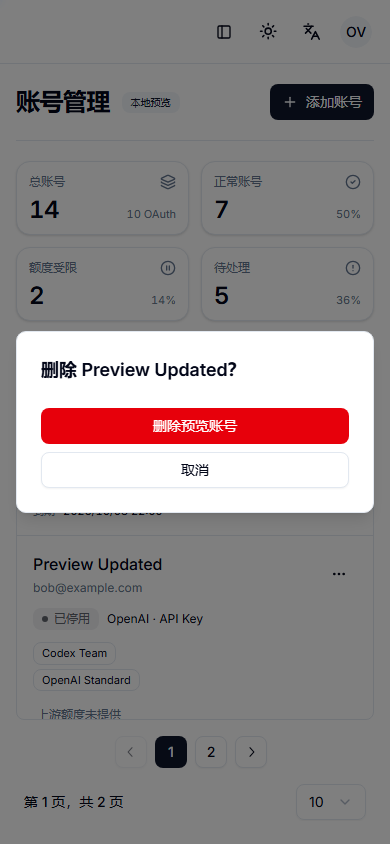 OV
账号管理
本地预览
添加账号
总账号
14
10 OAuth
正常账号
7
50%
额度受限
2
14%
待处理
5
36%
删除 Preview Updated?
删除预览账号
取消
Preview Updated
bob@example.com
已停用
OpenAI · API Key
Codex Team
OpenAI Standard
上游额度未提供
1
2
第 1 页，共 2 页
10